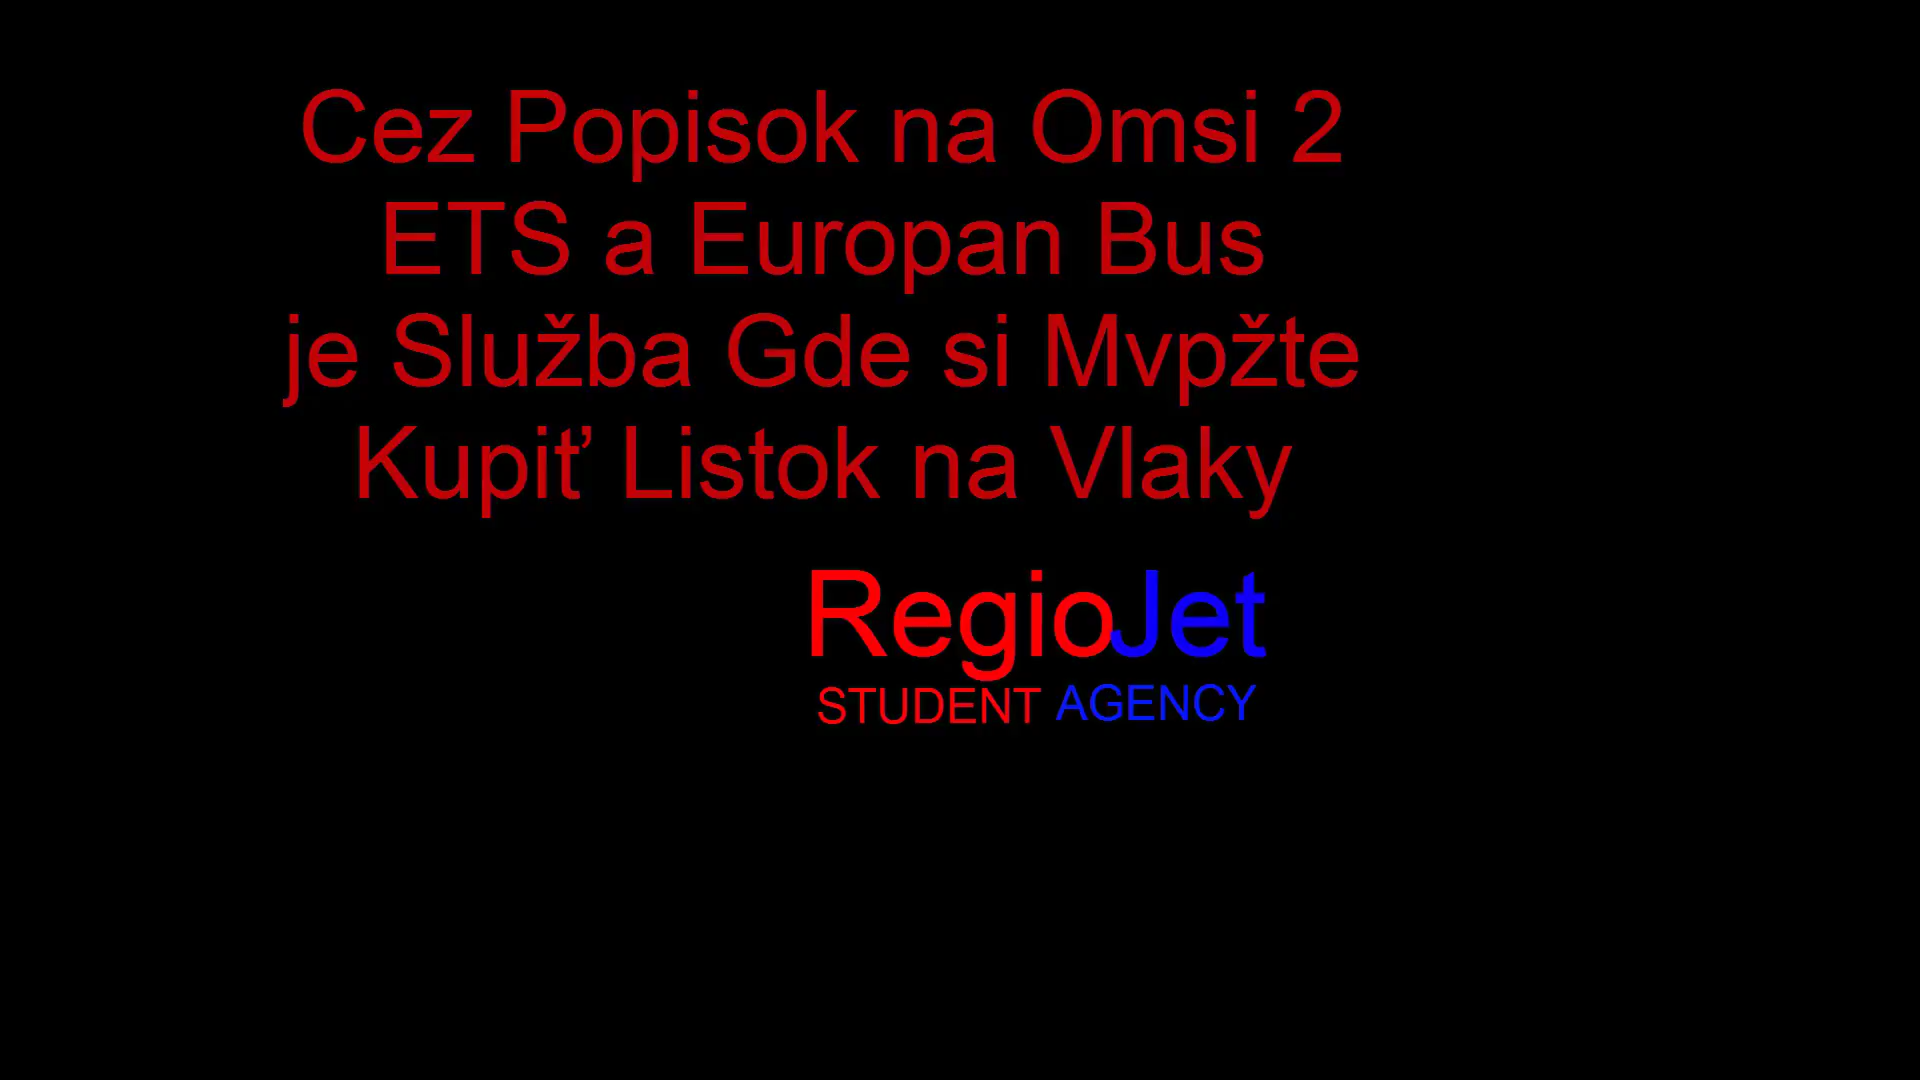 Cez Popisok na Omsi 2
ETS a Europan Bus
je Služba Gde si Mvpžte
Kupiť Listok na Vlaky
RegioJet
STUDENT AGENCY